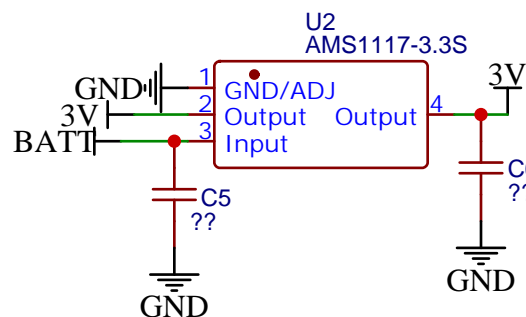 U2
AMS1117-3.3S
3V
GND 1 GND/ADJ
3V 2 Output Output 4
BATT 3 Input
C5
??
GND
GND